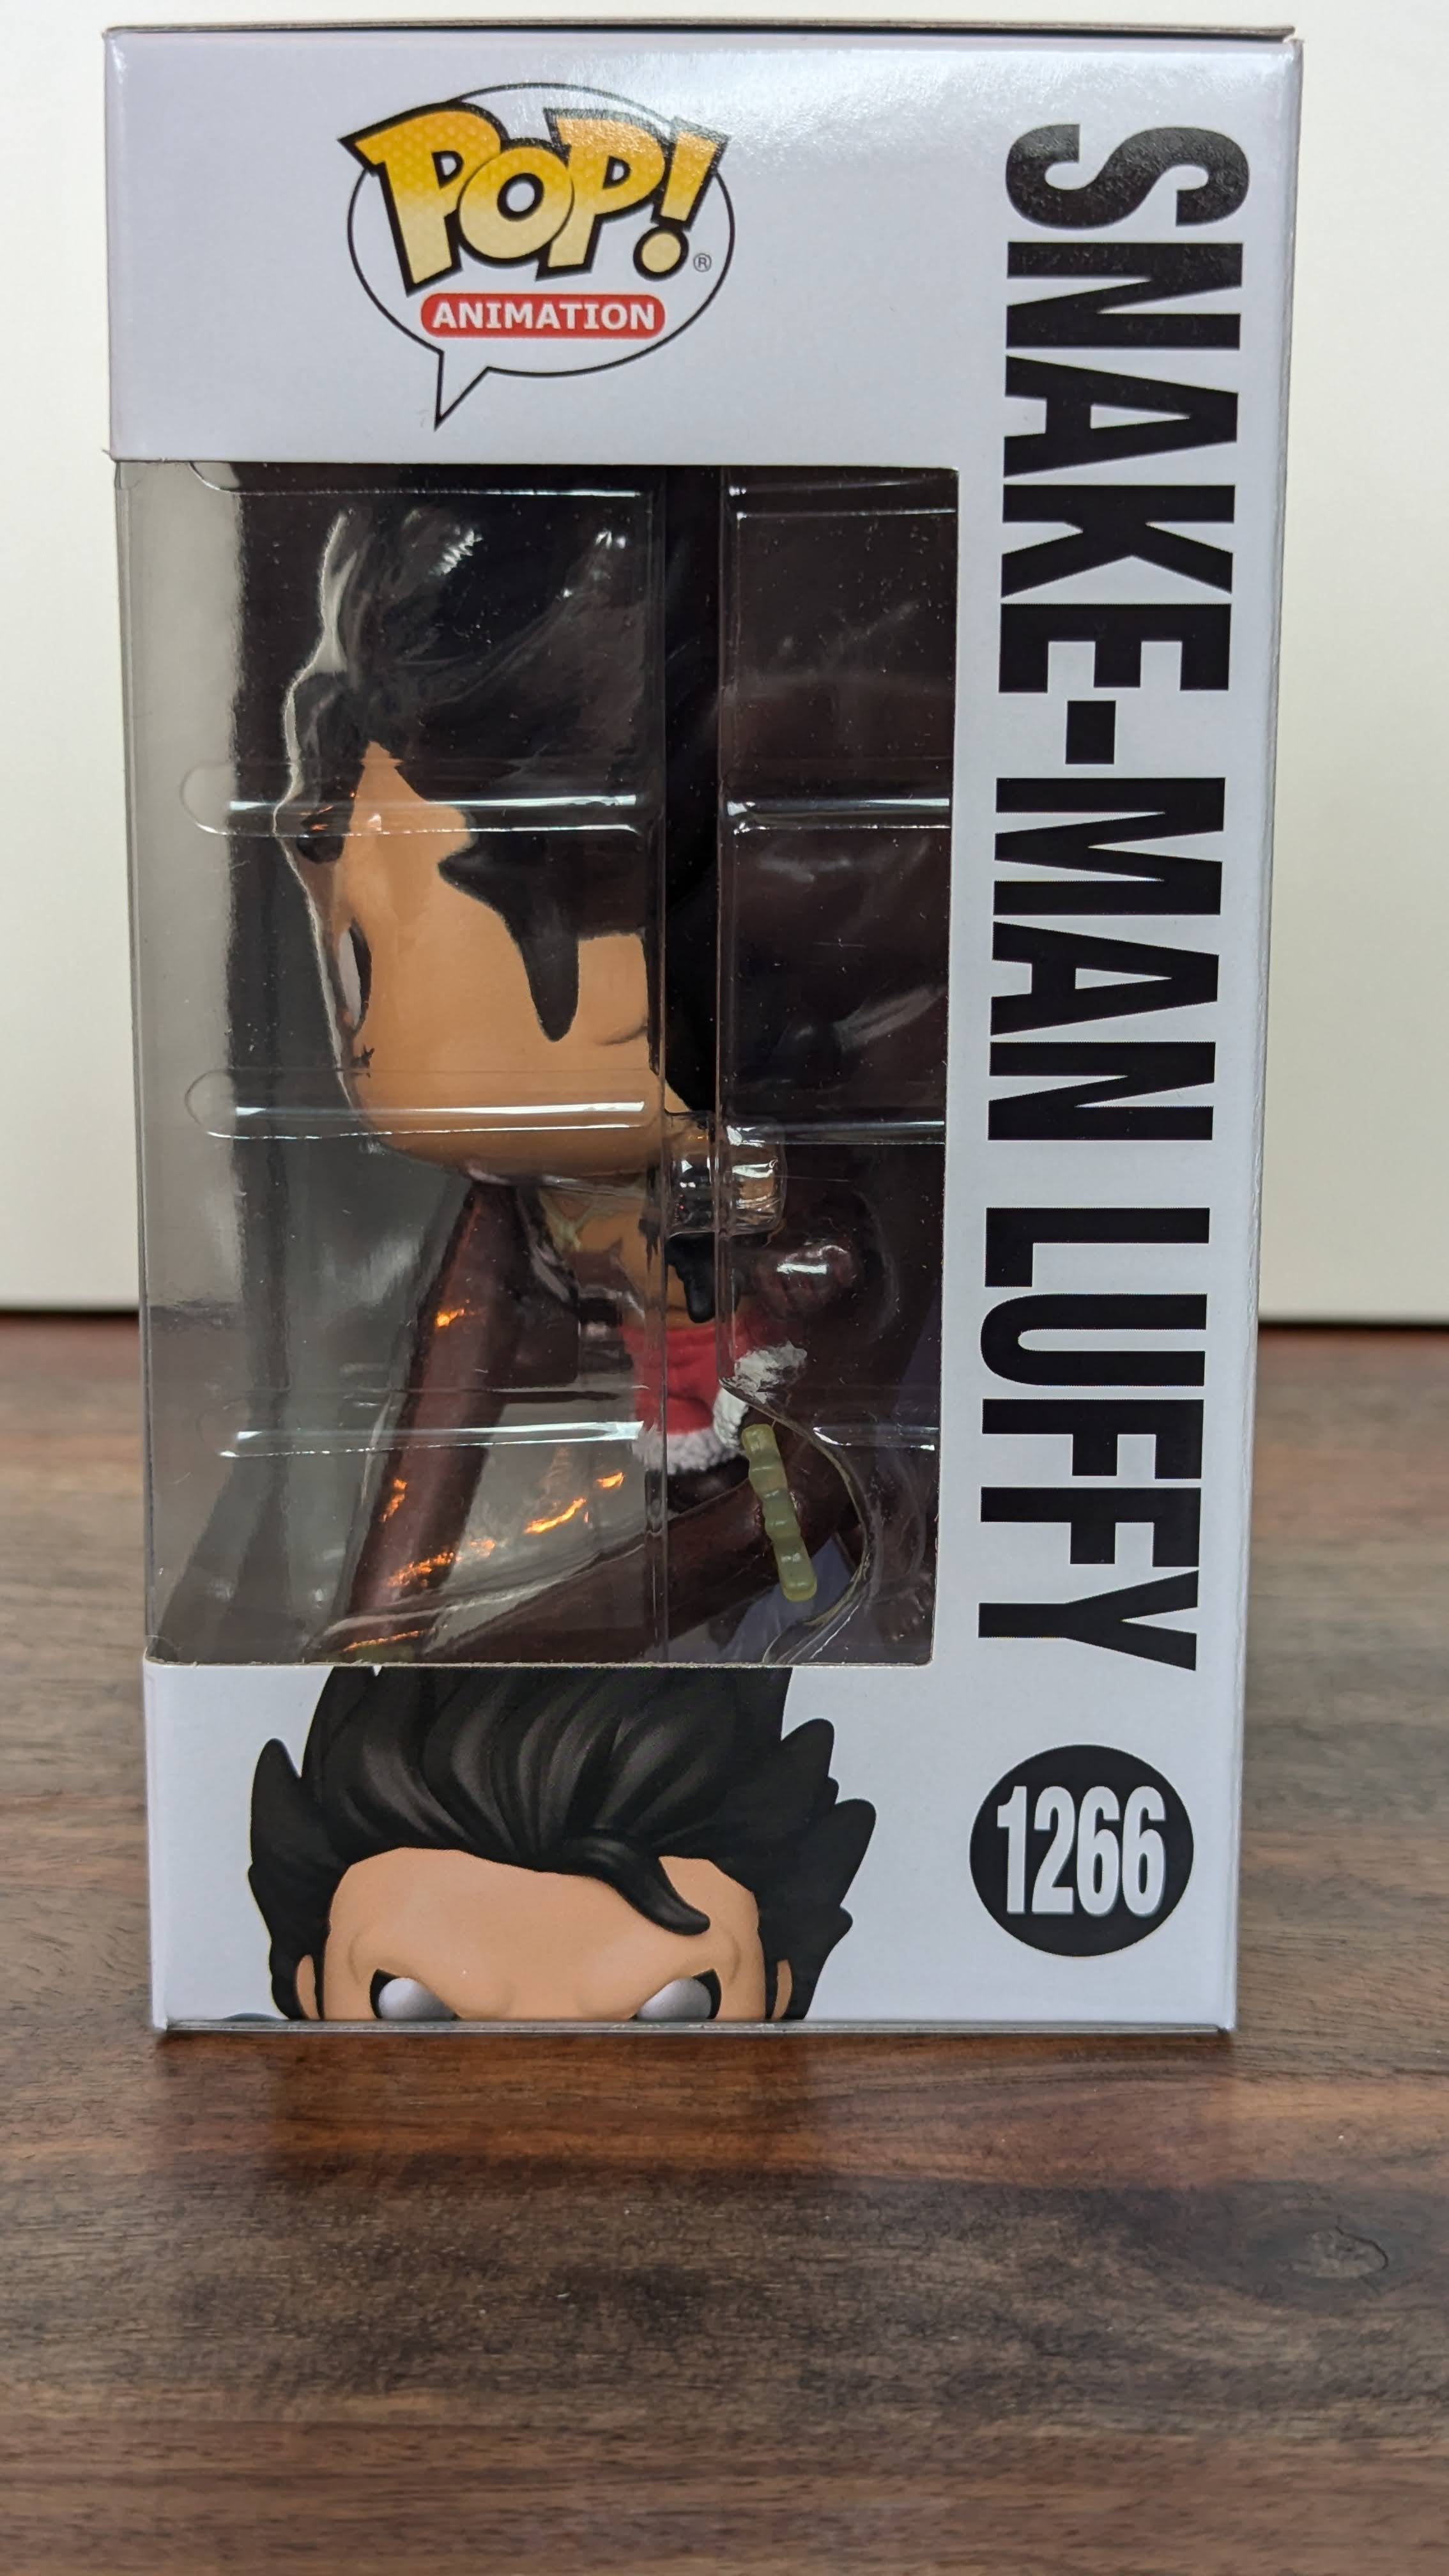 POP!®
ANIMATION
SNAKE-MAN LUFFY
1266